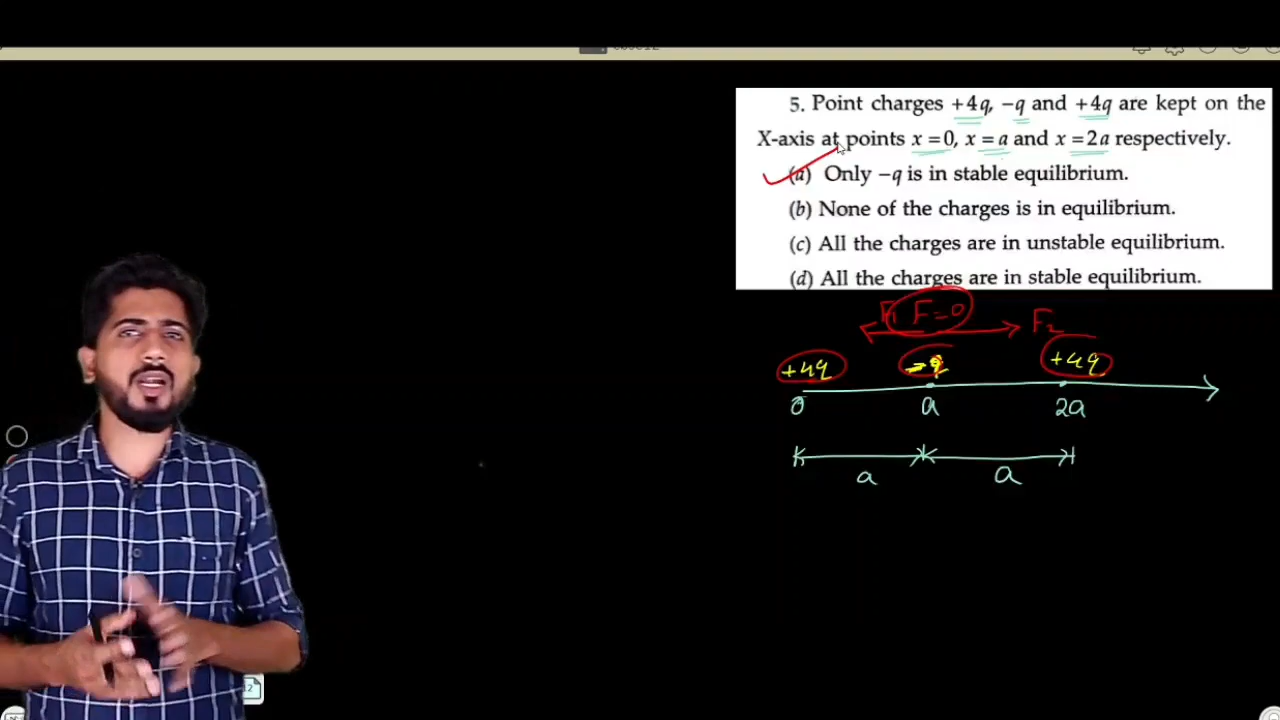 5. Point charges +4q, −q and +4q are kept on the
X-axis at points x = 0, x = a and x = 2a respectively.
(a) Only −q is in stable equilibrium.
(b) None of the charges is in equilibrium.
(c) All the charges are in unstable equilibrium.
(d) All the charges are in stable equilibrium.
F=0 F₂
+4q −q +4q
0 a 2a
a a
12